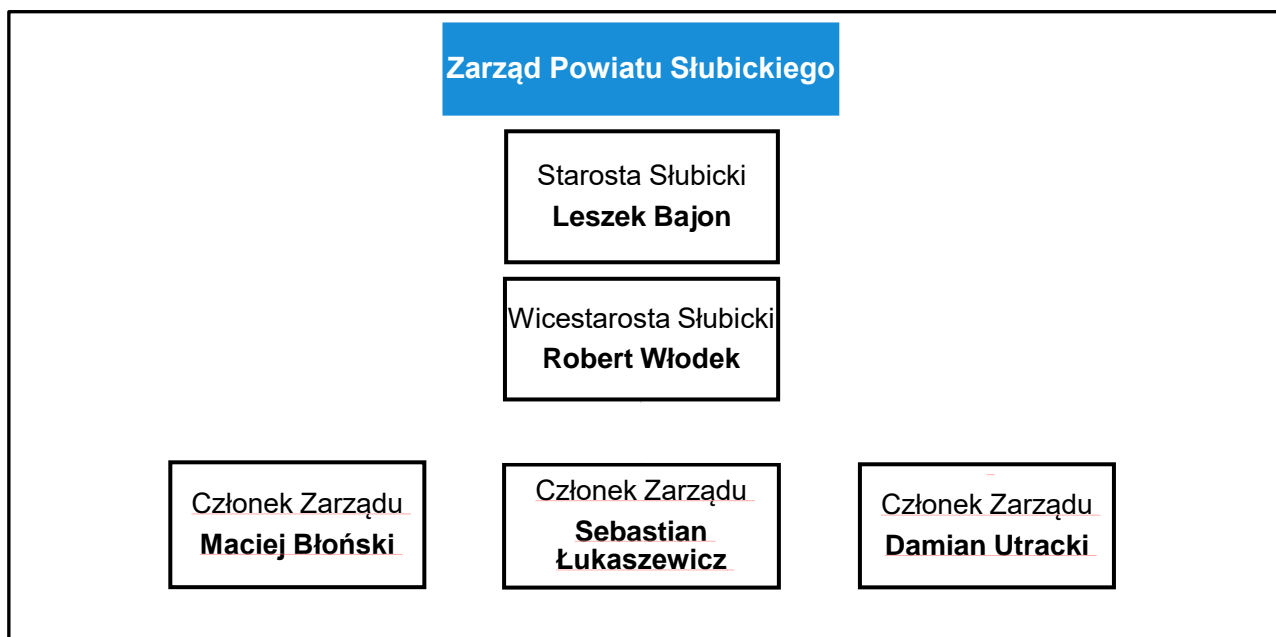 Zarząd Powiatu Słubickiego
Starosta Słubicki
Leszek Bajon
Wicestarosta Słubicki
Robert Włodek
Członek Zarządu
Maciej Błoński
Członek Zarządu
Sebastian
Łukaszewicz
Członek Zarządu
Damian Utracki